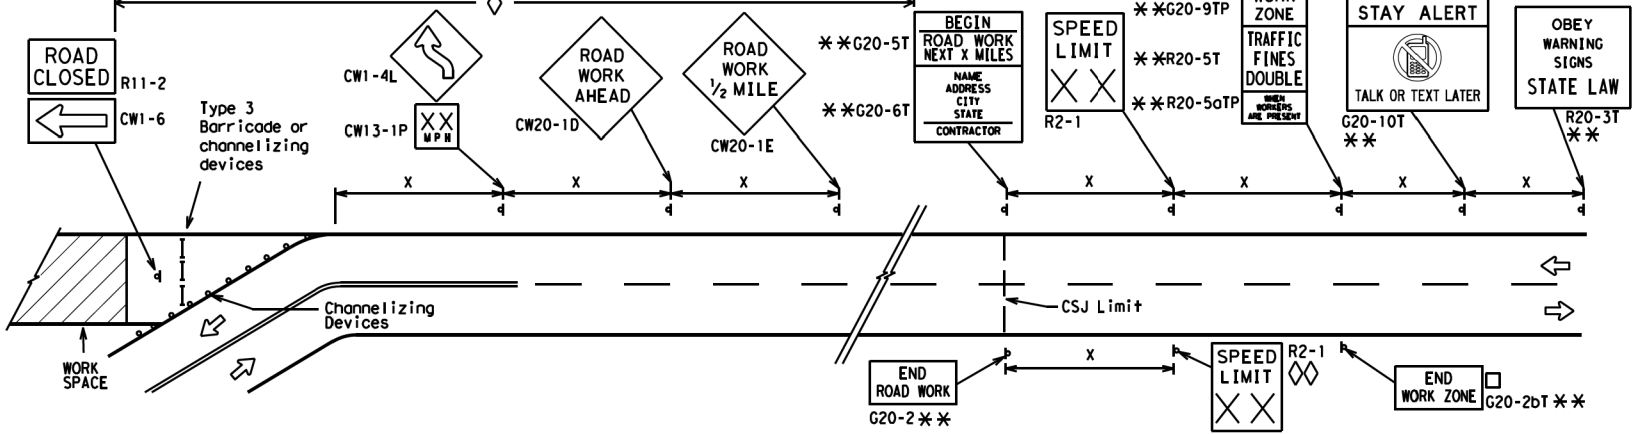 ROAD
CLOSED
R11-2
CW1-6
Type 3
Barricade or
channelizing
devices
CW1-4L
CW13-1P
XX
MPH
ROAD
WORK
AHEAD
CW20-1D
ROAD
WORK
1/2 MILE
CW20-1E
**G20-5T
BEGIN
ROAD WORK
NEXT X MILES
**G20-6T
NAME
ADDRESS
CITY
STATE
CONTRACTOR
SPEED
LIMIT
XX
R2-1
**G20-9TP
ZONE
**R20-5T
TRAFFIC
FINES
DOUBLE
**R20-5aTP
WHEN
WORKERS
ARE PRESENT
STAY ALERT
TALK OR TEXT LATER
G20-10T
**
OBEY
WARNING
SIGNS
STATE LAW
R20-3T
**
X
X
X
X
X
X
X
Channelizing
Devices
CSJ Limit
WORK
SPACE
END
ROAD WORK
G20-2 **
X
SPEED
LIMIT
XX
R2-1
END
WORK ZONE
G20-2bT **